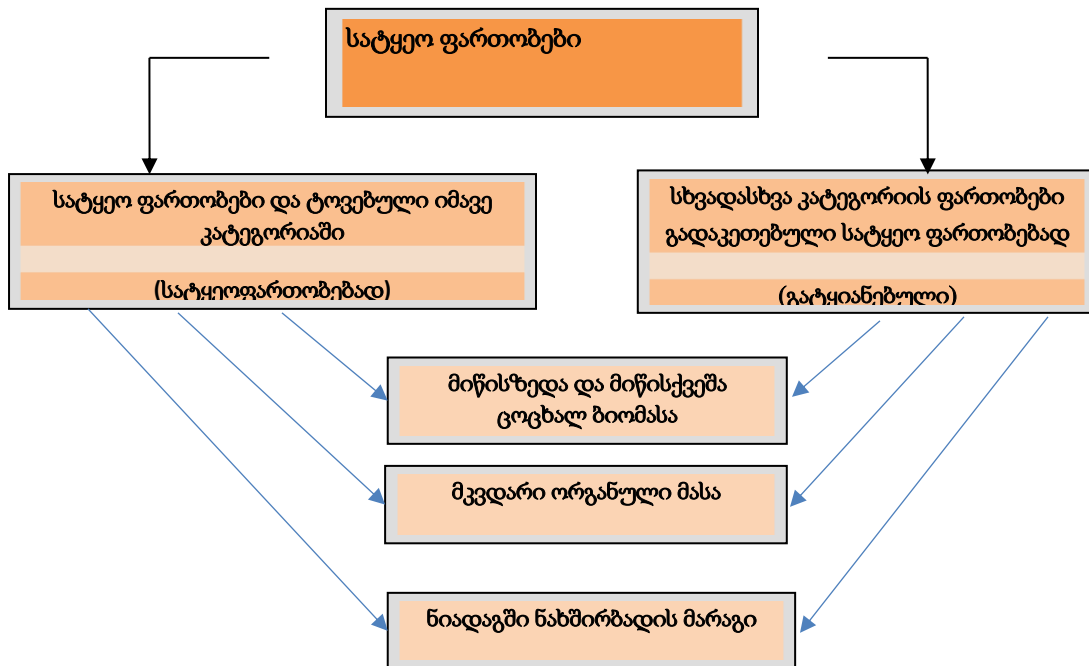 სატყეო ფართობები
სატყეო ფართობები და ტოვებული იმავე
კატეგორიაში
(სატყეოფართობებად)
სხვადასხვა კატეგორიის ფართობები
გადაკეთებული სატყეო ფართობებად
(გატყიანებული)
მიწისზედა და მიწისქვეშა
ცოცხალ ბიომასა
მკვდარი ორგანული მასა
ნიადაგში ნახშირბადის მარაგი